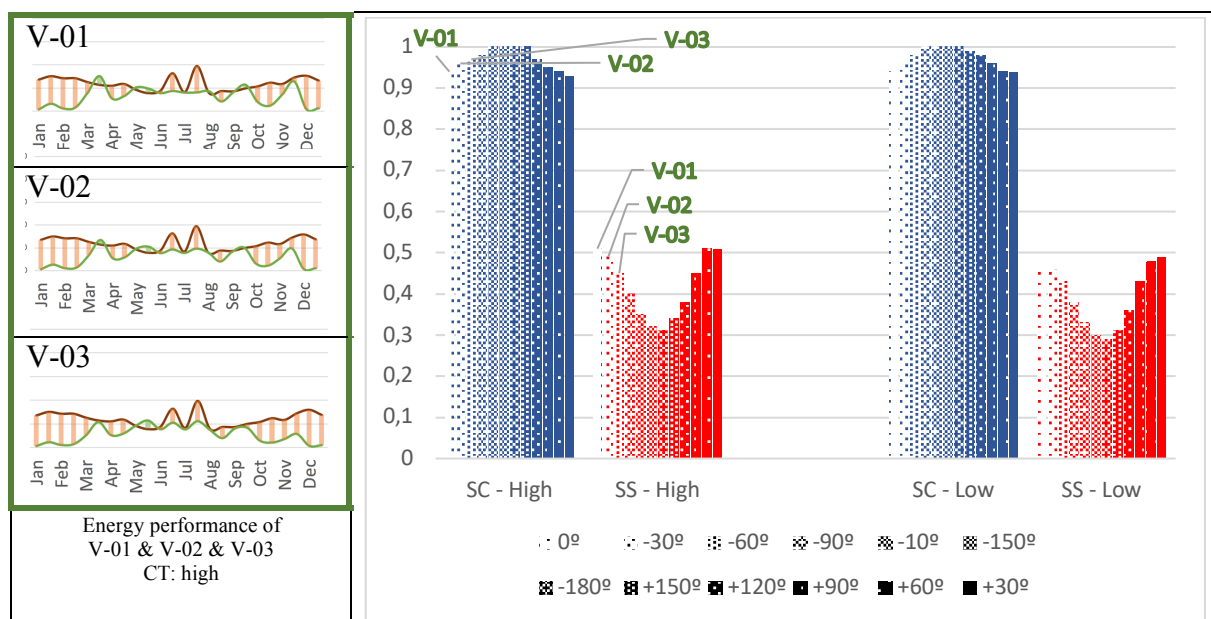 V-01
Jan Feb Mar Apr May Jun Jul Aug Sep Oct Nov Dec
V-02
Jan Feb Mar Apr May Jun Jul Aug Sep Oct Nov Dec
V-03
Jan Feb Mar Apr May Jun Jul Aug Sep Oct Nov Dec
Energy performance of
V-01 & V-02 & V-03
CT: high
V-01
V-03
V-02
1
0,9
0,8
0,7
0,6
0,5
0,4
0,3
0,2
0,1
0
V-01
V-02
V-03
SC - High SS - High SC - Low SS - Low
0º -30º -60º -90º -10º -150º
-180º +150º +120º +90º +60º +30º